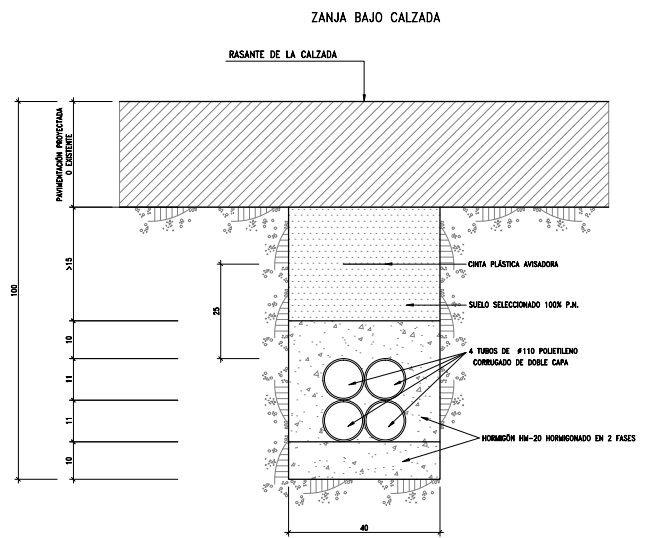 ZANJA BAJO CALZADA
RASANTE DE LA CALZADA
PAVIMENTACIÓN PROYECTADA
O EXISTENTE
>15
100
25
10
11
11
10
CINTA PLÁSTICA AVISADORA
SUELO SELECCIONADO 100% P.N.
4 TUBOS DE Ø110 POLIETILENO
CORRUGADO DE DOBLE CAPA
HORMIGÓN HM-20 HORMIGONADO EN 2 FASES
40